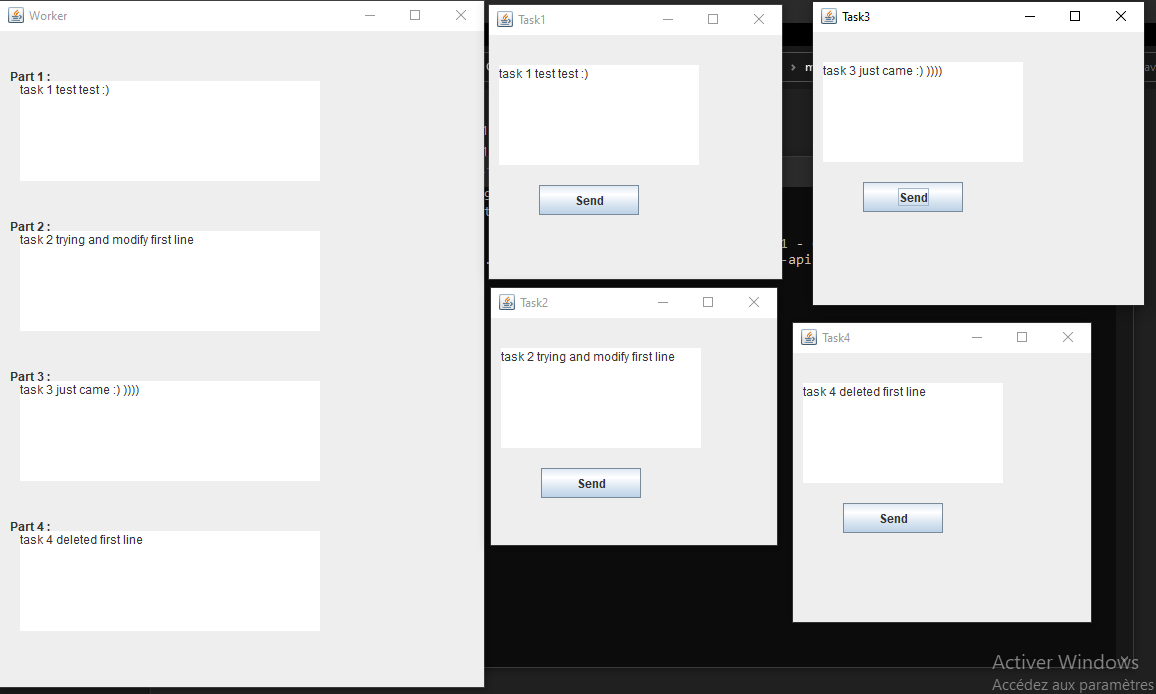 Worker
Part 1 :
task 1 test test :)
Part 2 :
task 2 trying and modify first line
Part 3 :
task 3 just came :) ))))
Part 4 :
task 4 deleted first line
Task1
task 1 test test :)
Send
Task3
task 3 just came :) ))))
Send
Task2
task 2 trying and modify first line
Send
Task4
task 4 deleted first line
Send
1 -
-api
Activer Windows
Accédez aux paramètres